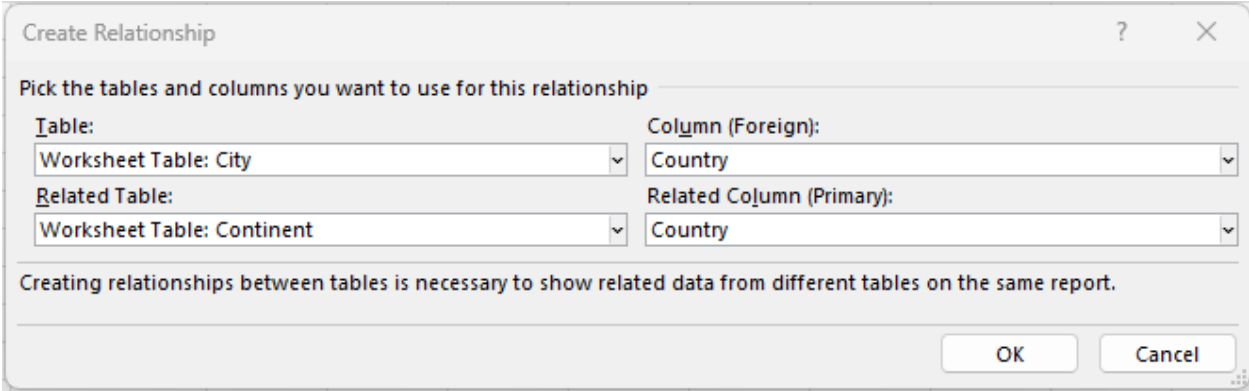 Create Relationship ?
Pick the tables and columns you want to use for this relationship
Table: Column (Foreign):
Worksheet Table: City Country
Related Table: Related Column (Primary):
Worksheet Table: Continent Country
Creating relationships between tables is necessary to show related data from different tables on the same report.
OK Cancel